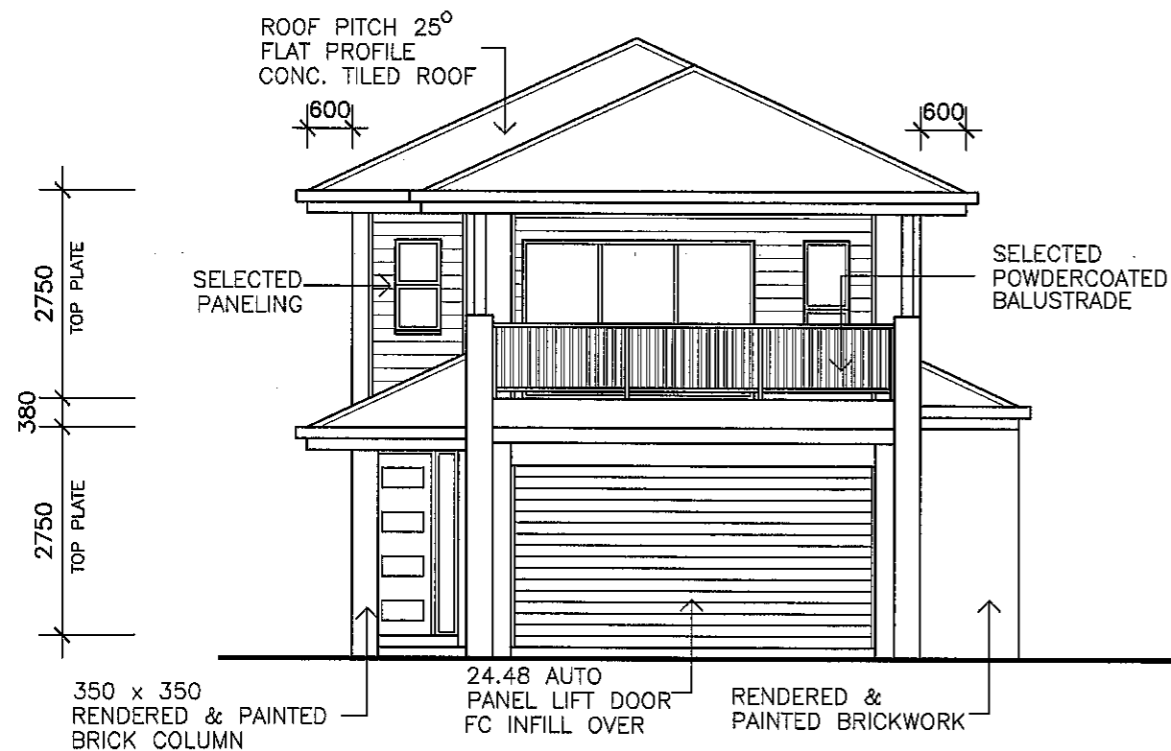 ROOF PITCH 25°
FLAT PROFILE
CONC. TILED ROOF
600
600
2750
TOP PLATE
SELECTED
PANELING
SELECTED
POWDERCOATED
BALUSTRADE
380
2750
TOP PLATE
350 x 350
RENDERED & PAINTED
BRICK COLUMN
24.48 AUTO
PANEL LIFT DOOR
FC INFILL OVER
RENDERED &
PAINTED BRICKWORK